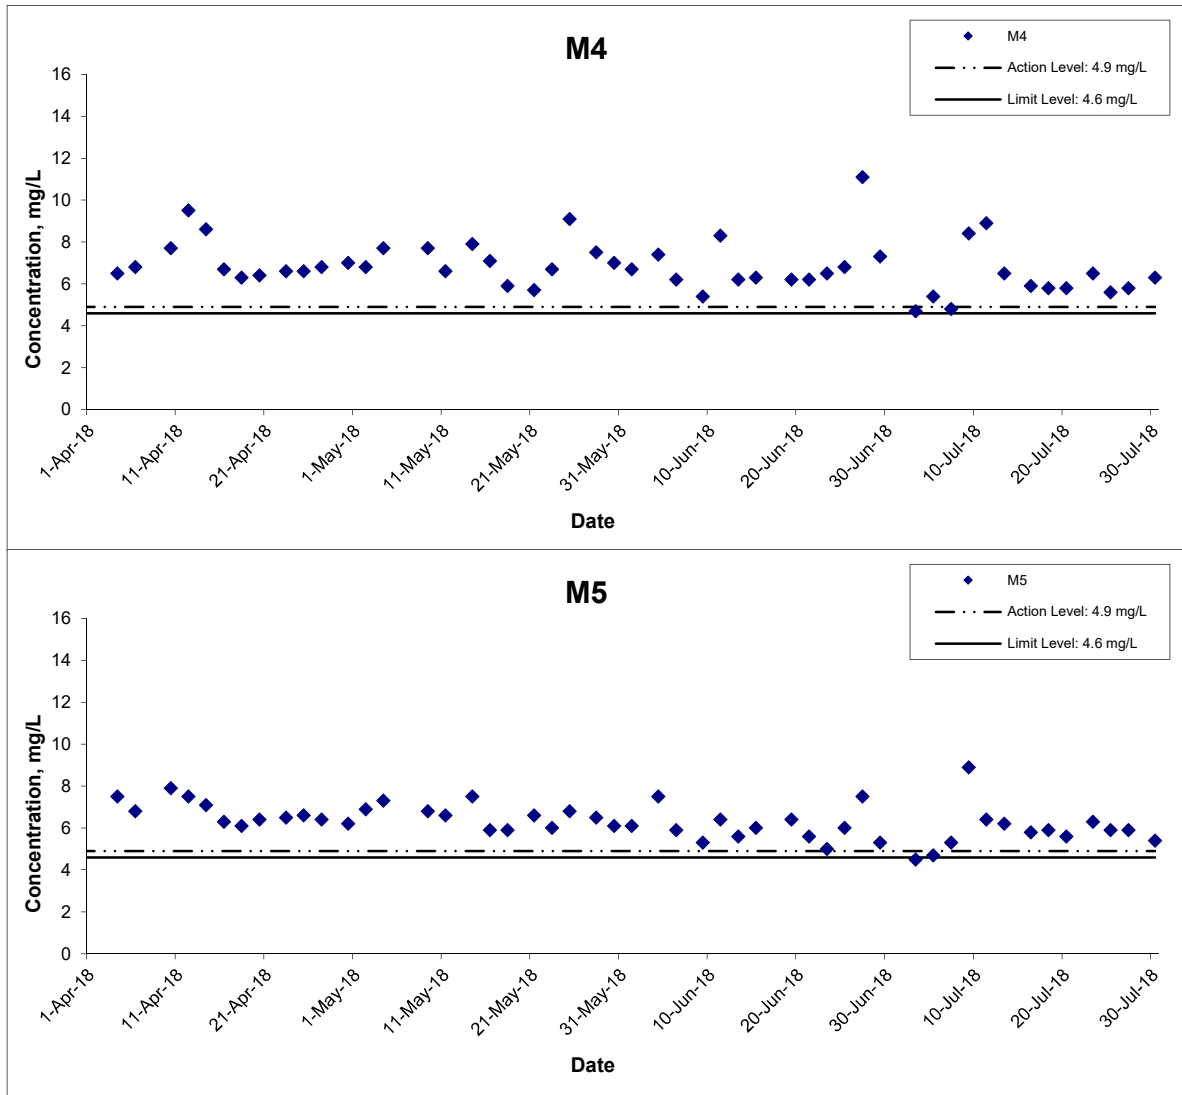 M4
M4
Action Level: 4.9 mg/L
Limit Level: 4.6 mg/L
Concentration, mg/L
16
14
12
10
8
6
4
2
0
1-Apr-18
11-Apr-18
21-Apr-18
1-May-18
11-May-18
21-May-18
31-May-18
10-Jun-18
20-Jun-18
30-Jun-18
10-Jul-18
20-Jul-18
30-Jul-18
Date
M5
M5
Action Level: 4.9 mg/L
Limit Level: 4.6 mg/L
Concentration, mg/L
16
14
12
10
8
6
4
2
0
1-Apr-18
11-Apr-18
21-Apr-18
1-May-18
11-May-18
21-May-18
31-May-18
10-Jun-18
20-Jun-18
30-Jun-18
10-Jul-18
20-Jul-18
30-Jul-18
Date